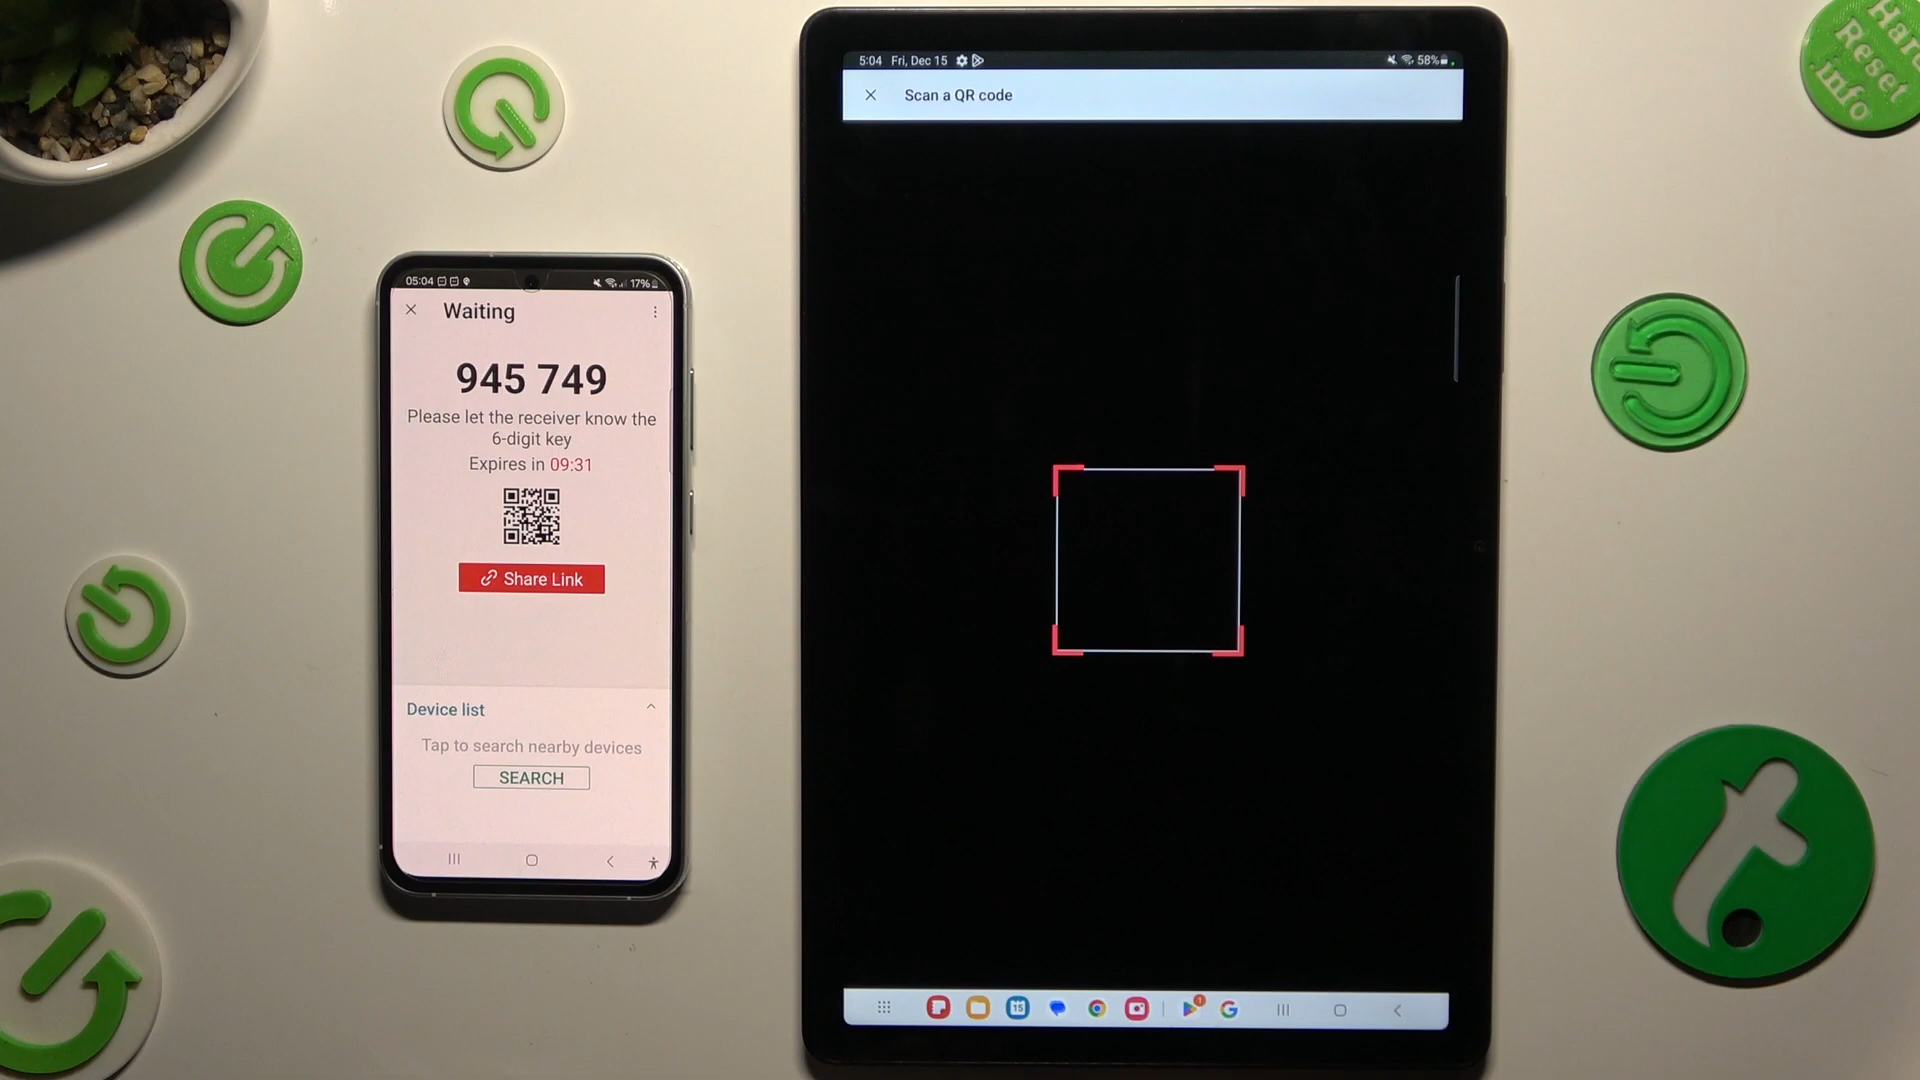 Hard
Reset
.info
5:04 Fri, Dec 15
58%
Scan a QR code
05:04
17%
Waiting
945 749
Please let the receiver know the
6-digit key
Expires in 09:31
Share Link
Device list
Tap to search nearby devices
SEARCH
15
1